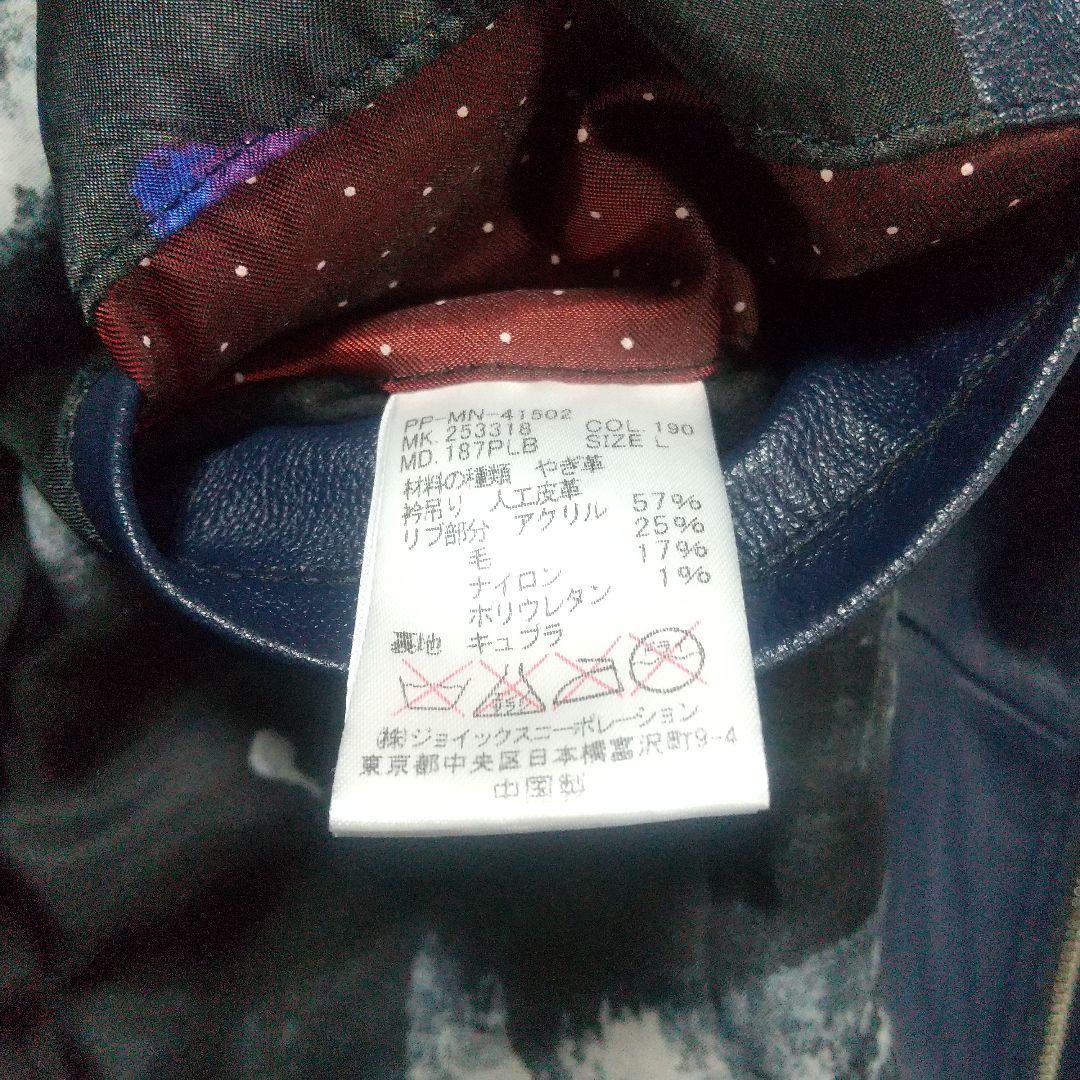 PP-MN-41502
MK. 253318 COL 190
MD. 187PLB SIZE L
材料の種類 やぎ革
衿吊り 人工皮革
リブ部分 アクリル 57%
毛 25%
ナイロン 17%
ポリウレタン 1%
裏地 キュプラ
(株)ジョイックスコーポレーション
東京都中央区日本橋富沢町9-4
中国製